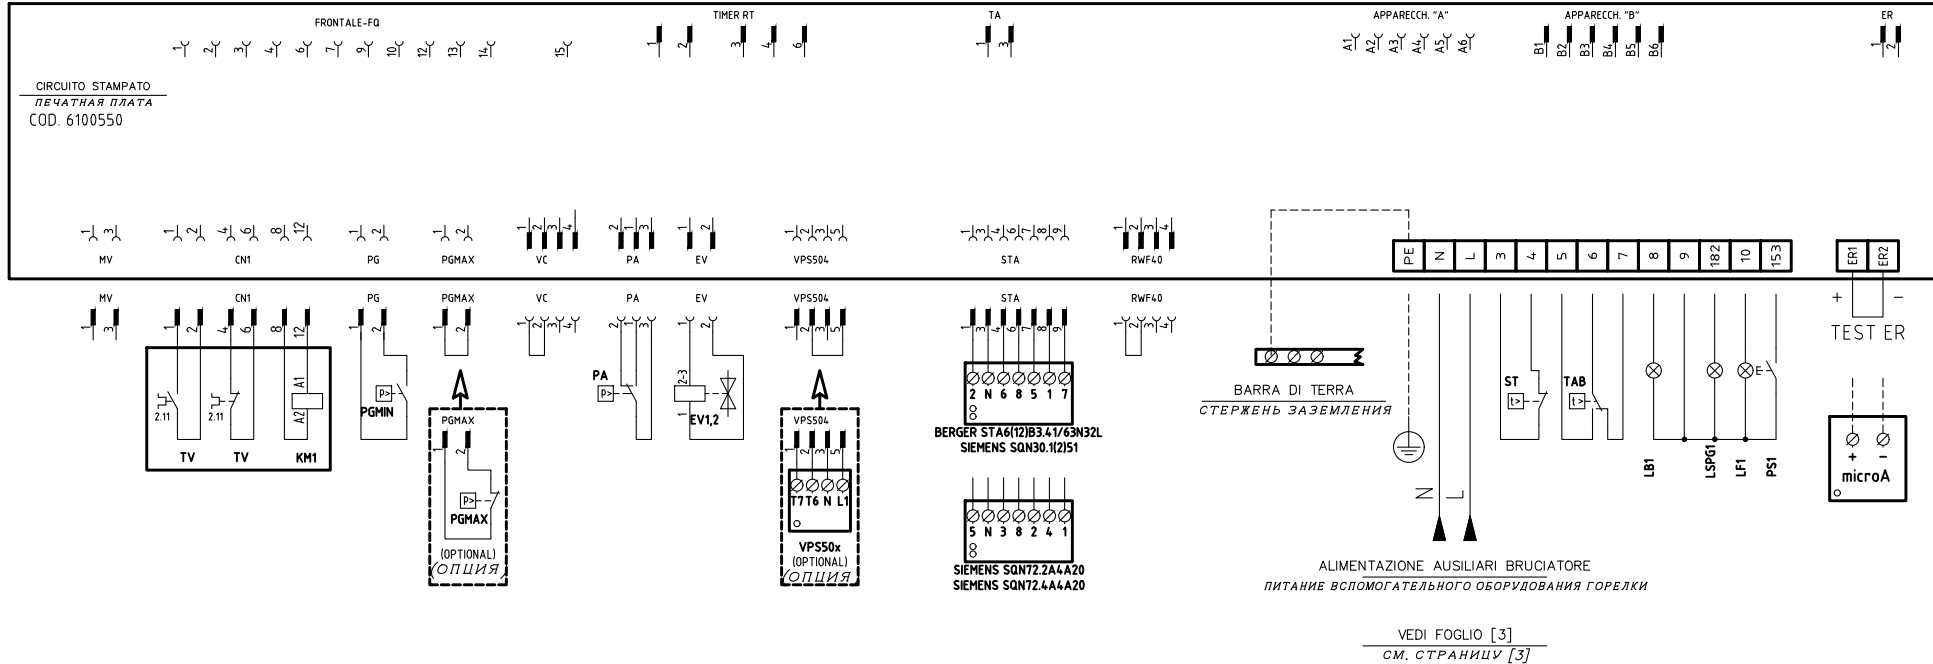 FRONTALE-FQ
TIMER RT
TA
APPARECCH. "A"
APPARECCH. "B"
ER
1 2 3 4 6 7 9 10 12 13 14 15
1 2 3 4 6
1 3
A1 A2 A3 A4 A5 A6
B1 B2 B3 B4 B5 B6
1 2
CIRCUITO STAMPATO
ПЕЧАТНАЯ ПЛАТА
COD. 6100550
1 3
1 2 4 6 8 12
1 2
1 2
1 2 3 4
2 1 3
1 2
1 2 3 5
1 3 4 6 7 8 9
1 2 3 4
PE N L 3 4 5 6 7 8 9 182 10 153
ER1 ER2
MV
CN1
PG
PGMAX
VC
PA
EV
VPS504
STA
RWF40
MV
CN1
PG
PGMAX
VC
PA
EV
VPS504
STA
RWF40
+ −
TEST ER
1 3
1 2 4 6 8 12
1 2
1 2
1 2 3 4
2 1 3
1 2
1 2 3 5
1 3 4 6 7 8 9
1 2 3 4
2.11
TV
2.11
TV
A1
A2
KM1
P>
PGMIN
PGMAX
1 2
P>
PGMAX
(OPTIONAL)
(ОПЦИЯ)
PA
P>
2-3
1
EV1,2
VPS504
1 2 3 5
T7 T6 N L1
VPS50x
(OPTIONAL)
(ОПЦИЯ)
2 N 6 8 5 1 7
BERGER STA6(12)B3.41/63N32L
SIEMENS SQN30.1(2)51
5 N 3 8 2 4 1
SIEMENS SQN72.2A4A20
SIEMENS SQN72.4A4A20
BARRA DI TERRA
СТЕРЖЕНЬ ЗАЗЕМЛЕНИЯ
N
L
ST
t>
TAB
t>
LB1
LSPG1
LF1
PS1
E
+ −
microA
ALIMENTAZIONE AUSILIARI BRUCIATORE
ПИТАНИЕ ВСПОМОГАТЕЛЬНОГО ОБОРУДОВАНИЯ ГОРЕЛКИ
VEDI FOGLIO [3]
СМ. СТРАНИЦУ [3]